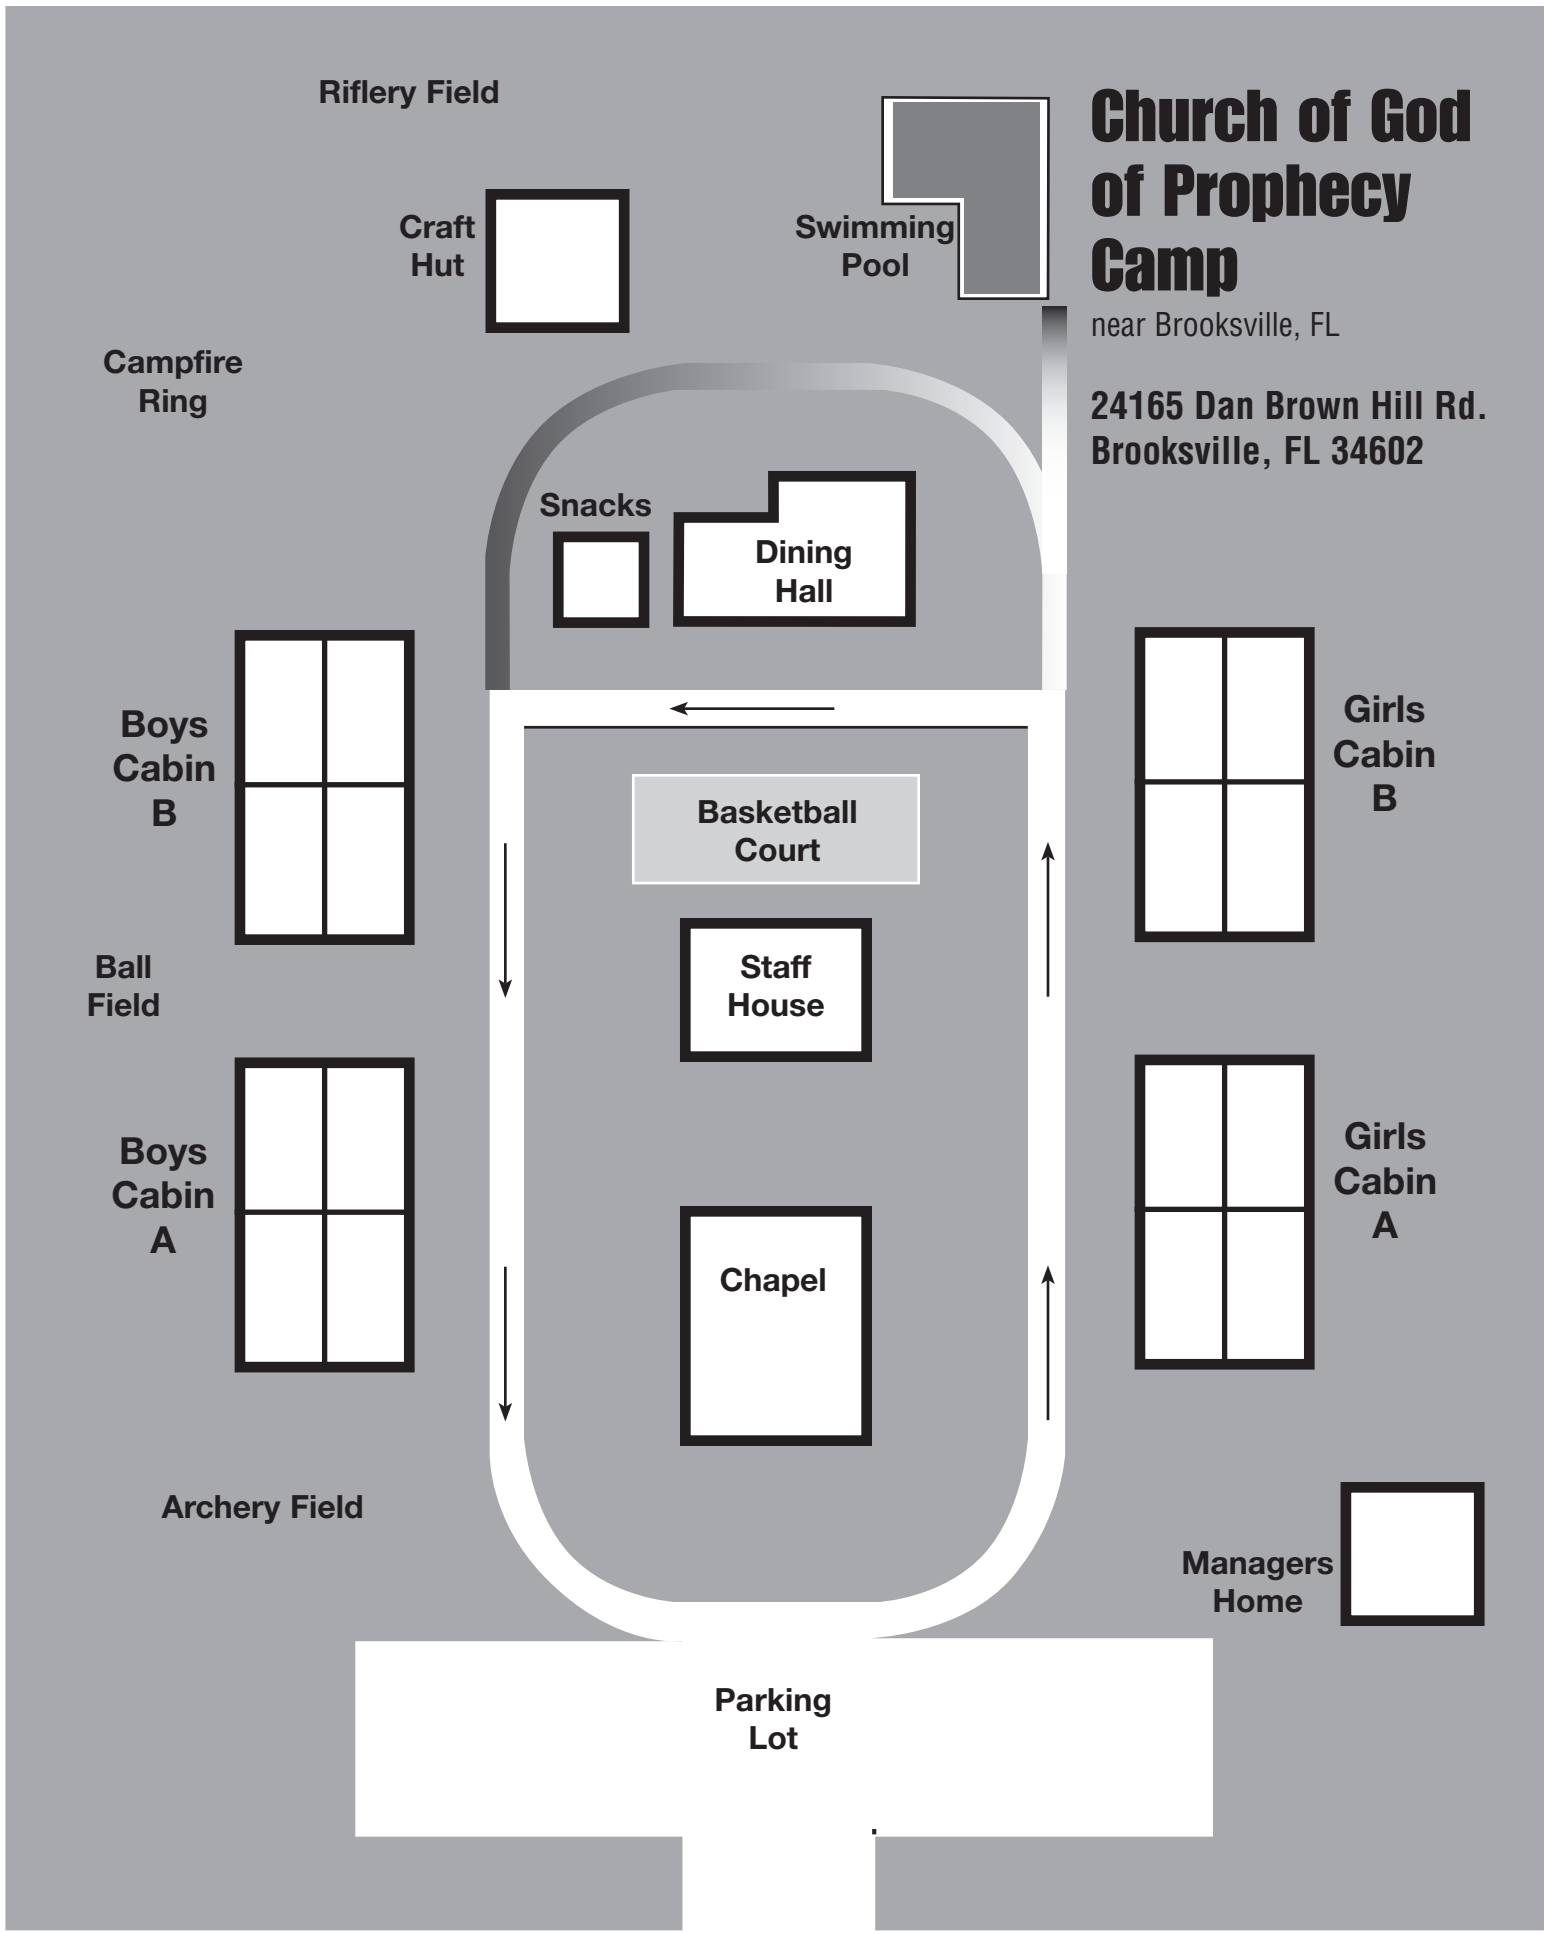 Riflery Field
Church of God
of Prophecy
Camp
near Brooksville, FL
24165 Dan Brown Hill Rd.
Brooksville, FL 34602
Craft
Hut
Swimming
Pool
Campfire
Ring
Snacks
Dining
Hall
Boys
Cabin
B
Girls
Cabin
B
Basketball
Court
Ball
Field
Staff
House
Boys
Cabin
A
Girls
Cabin
A
Chapel
Archery Field
Managers
Home
Parking
Lot